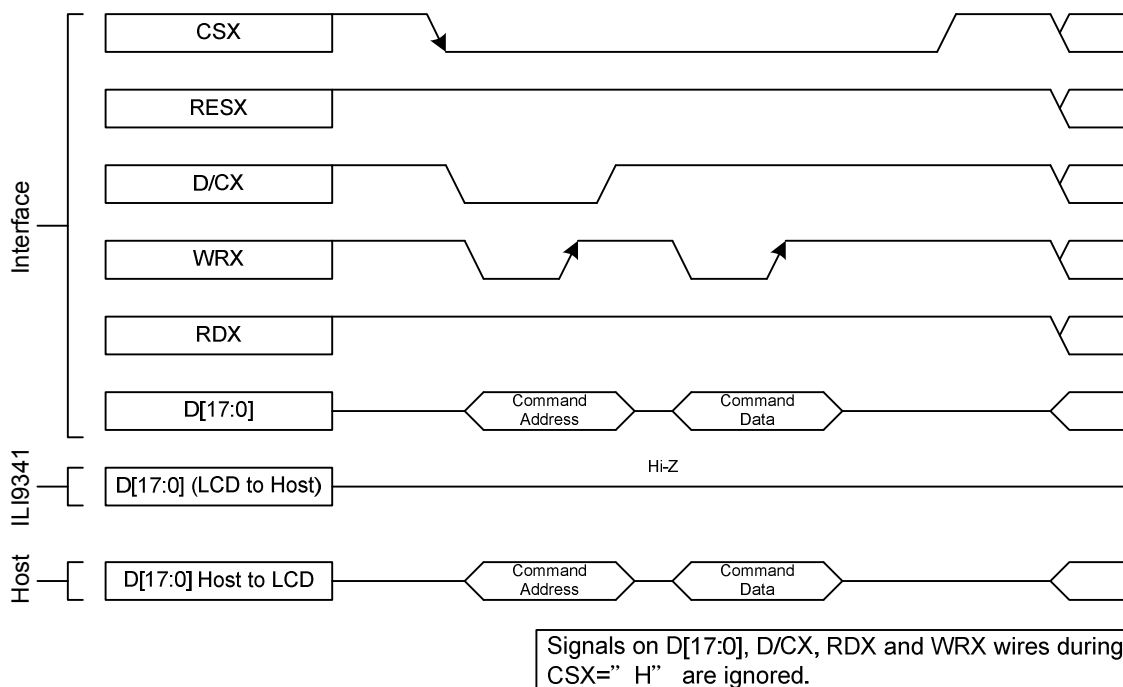 Interface
CSX
RESX
D/CX
WRX
RDX
D[17:0]
Command
Address
Command
Data
ILI9341
D[17:0] (LCD to Host)
Hi-Z
Host
D[17:0] Host to LCD
Command
Address
Command
Data
Signals on D[17:0], D/CX, RDX and WRX wires during
CSX=” H” are ignored.